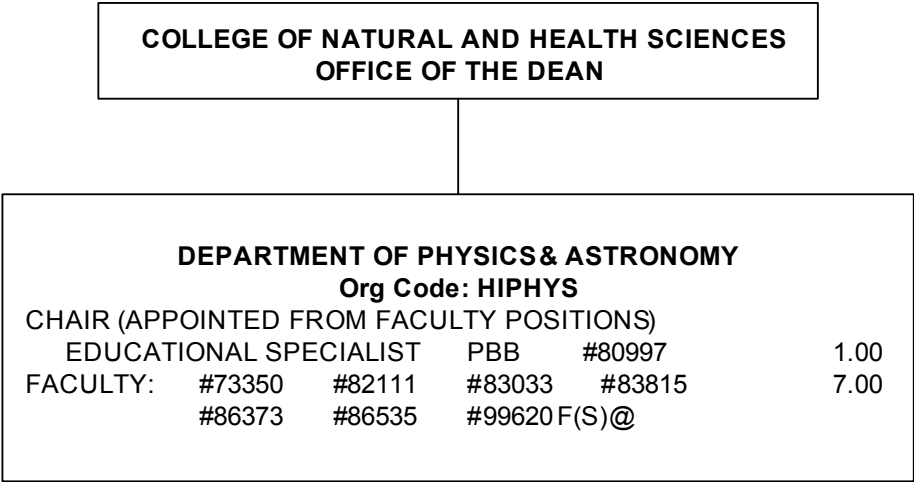 COLLEGE OF NATURAL AND HEALTH SCIENCES
OFFICE OF THE DEAN
DEPARTMENT OF PHYSICS & ASTRONOMY
Org Code: HIPHYS
CHAIR (APPOINTED FROM FACULTY POSITIONS)
EDUCATIONAL SPECIALIST PBB #80997 1.00
FACULTY: #73350 #82111 #83033 #83815 7.00
#86373 #86535 #99620 F(S)@